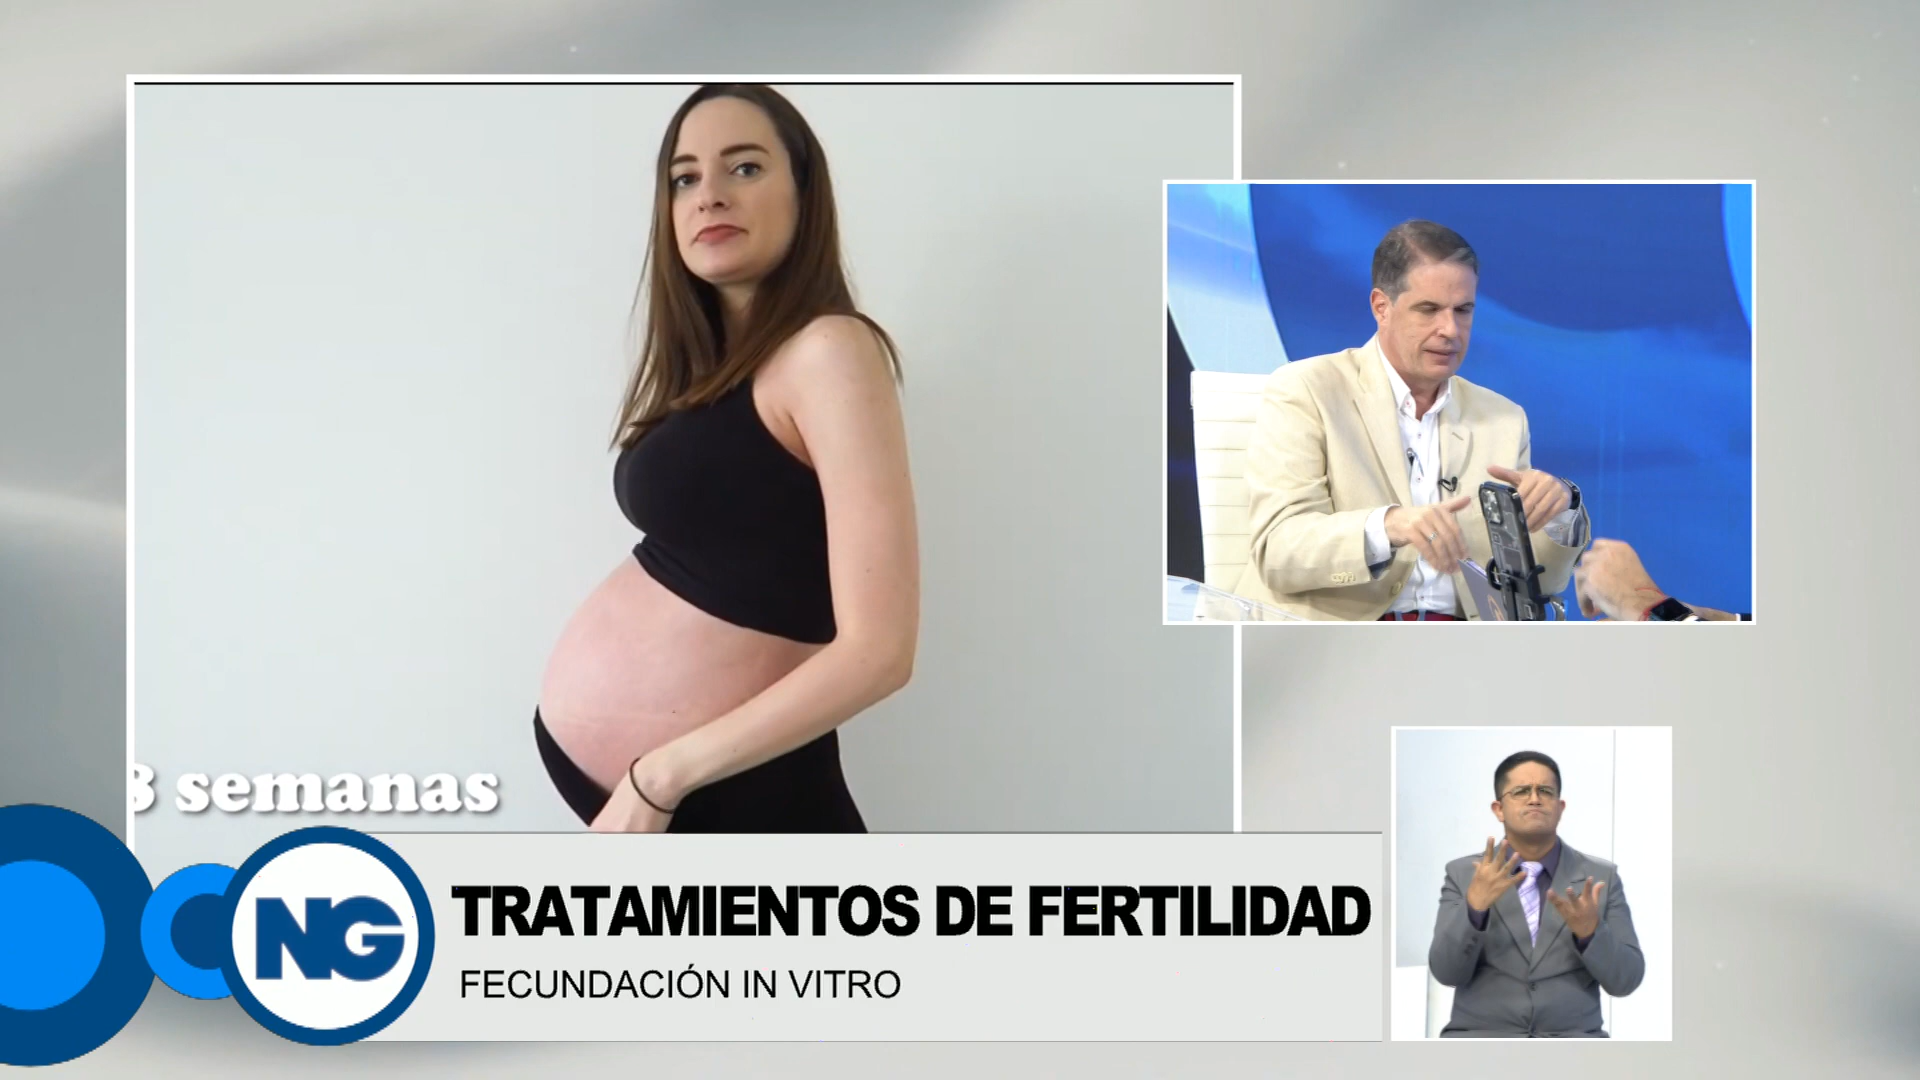 semanas
NG
TRATAMIENTOS DE FERTILIDAD
FECUNDACIÓN IN VITRO